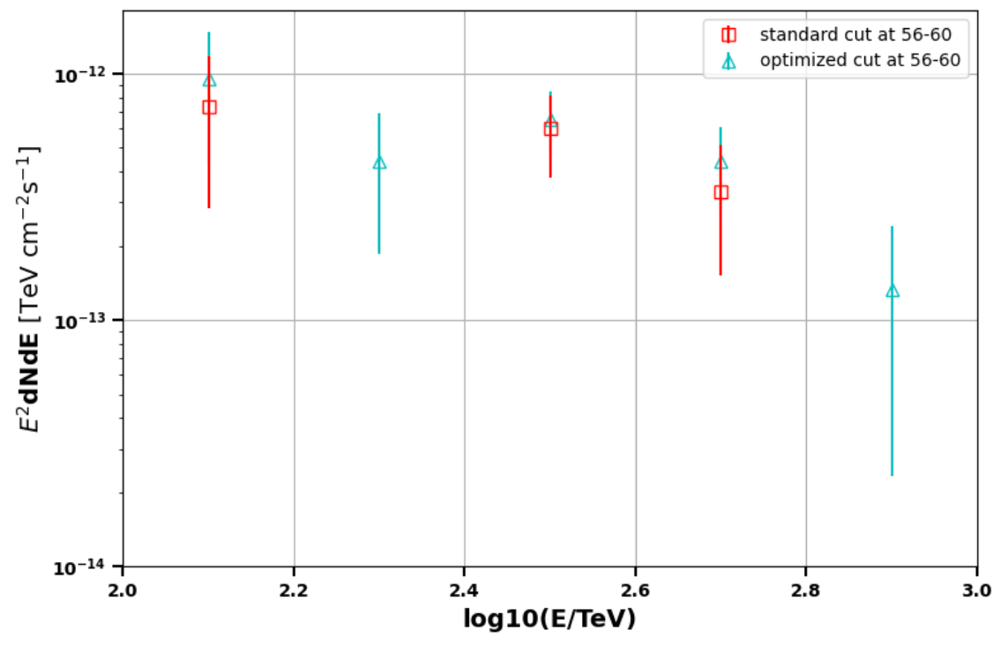 standard cut at 56-60
optimized cut at 56-60
10⁻¹²
10⁻¹³
10⁻¹⁴
E²dNdE [TeV cm⁻²s⁻¹]
2.0 2.2 2.4 2.6 2.8 3.0
log10(E/TeV)